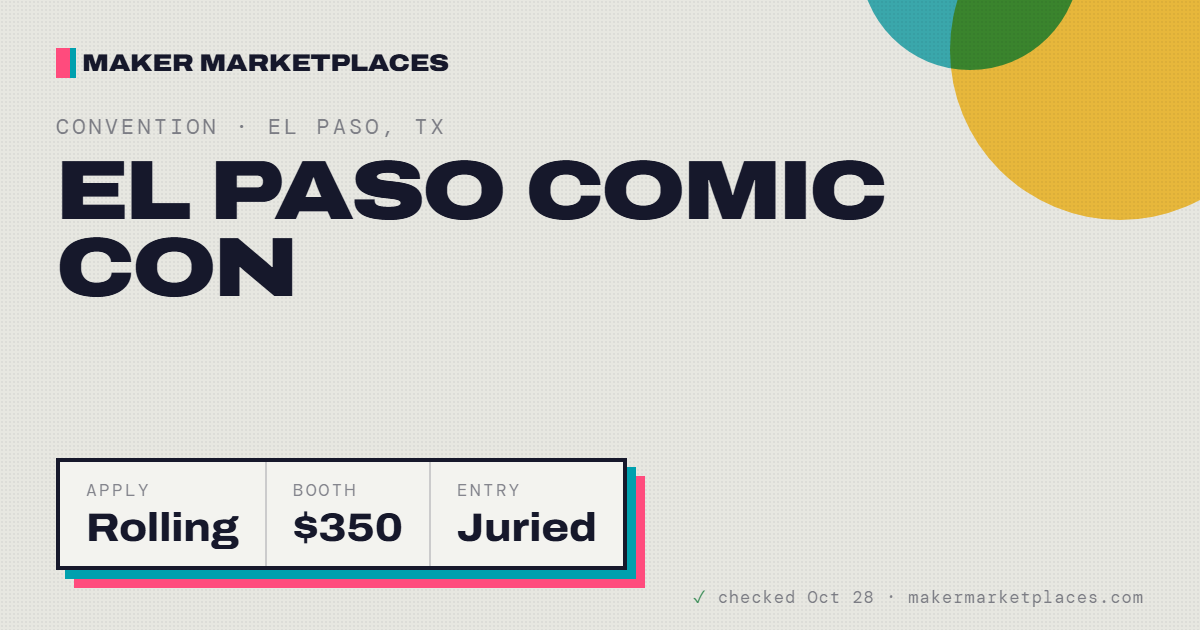 MAKER MARKETPLACES
CONVENTION · EL PASO, TX
EL PASO COMIC
CON
APPLY
Rolling
BOOTH
$350
ENTRY
Juried
✓ checked Oct 28 · makermarketplaces.com